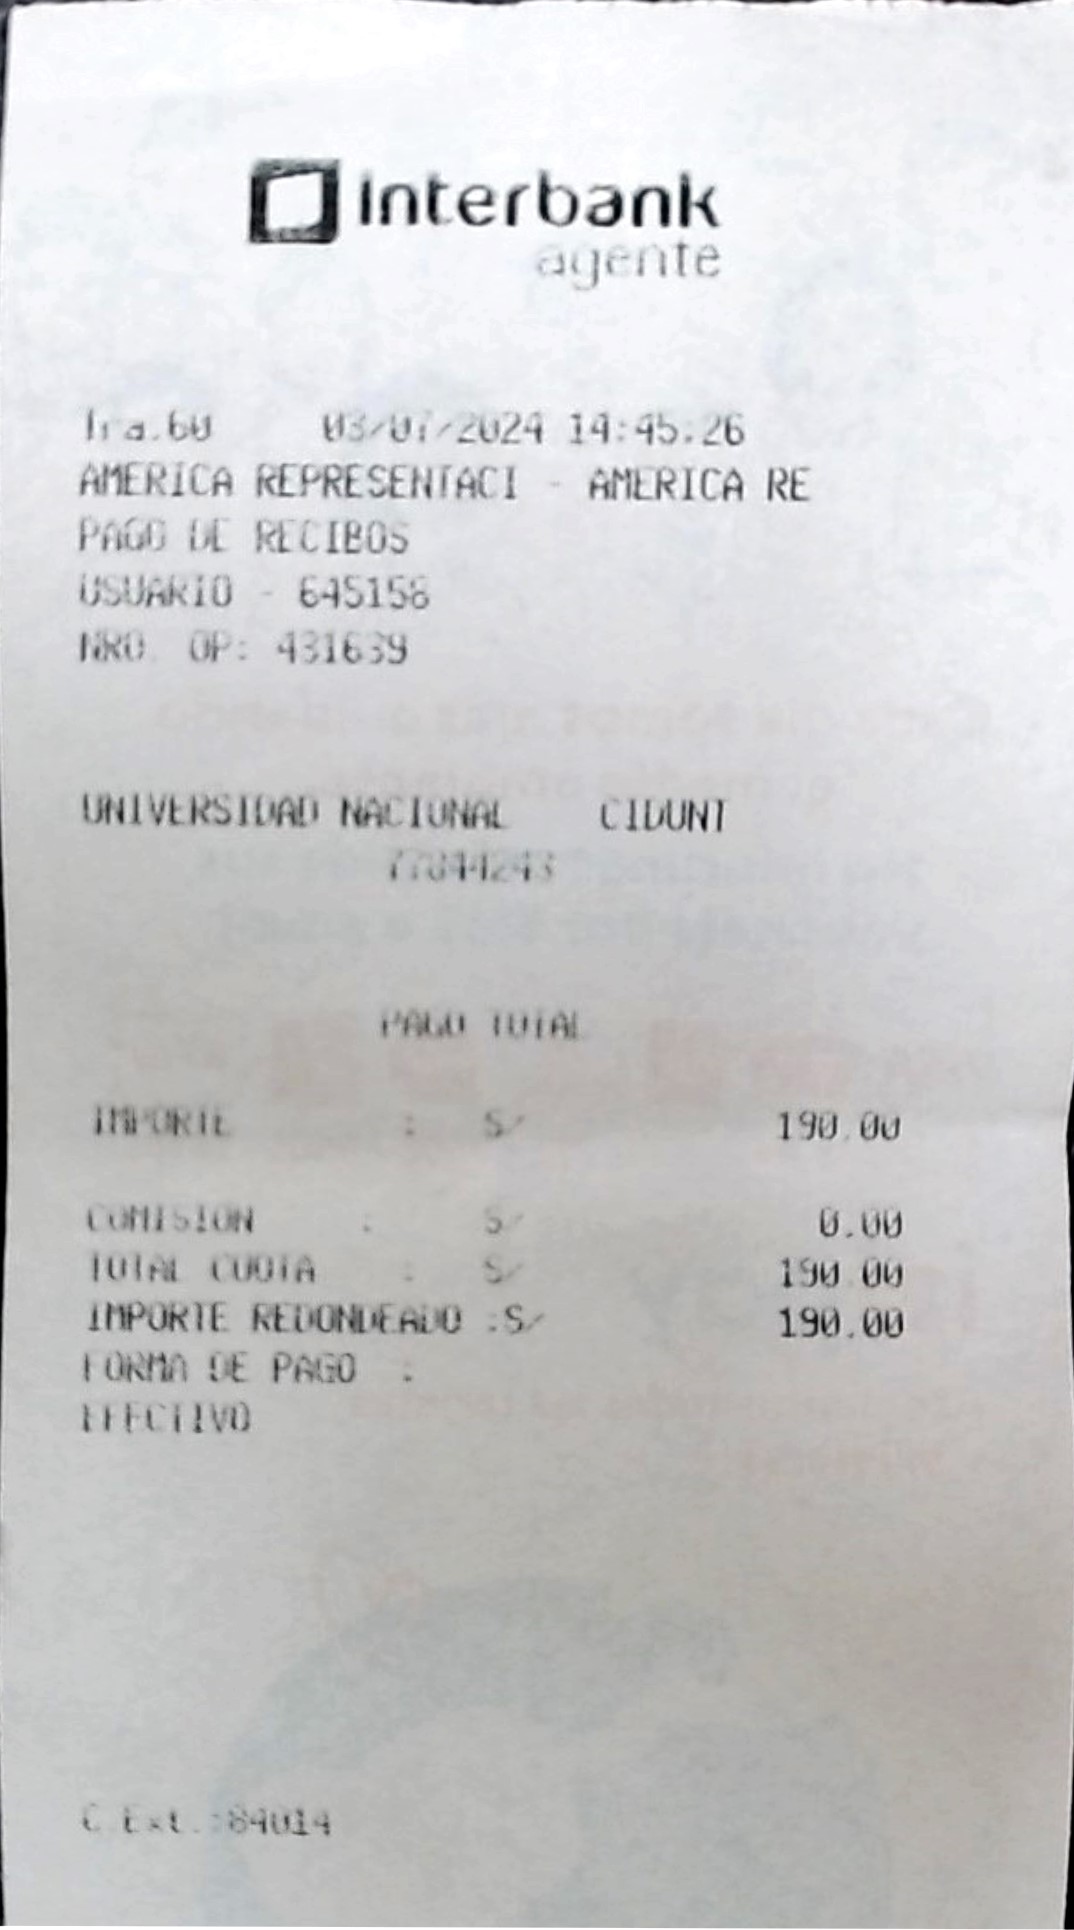 Interbank
agente
Tra.60 03/07/2024 14:45:26
AMERICA REPRESENTACI - AMERICA RE
PAGO DE RECIBOS
USUARIO - 645158
NRO. OP: 431639
UNIVERSIDAD NACIONAL CIDUNT
PAGO TOTAL
IMPORTE : S/ 190.00
COMISION : S/ 0.00
TOTAL CUOTA : S/ 190.00
IMPORTE REDONDEADO :S/ 190.00
FORMA DE PAGO :
EFECTIVO
C.Ext.:84014